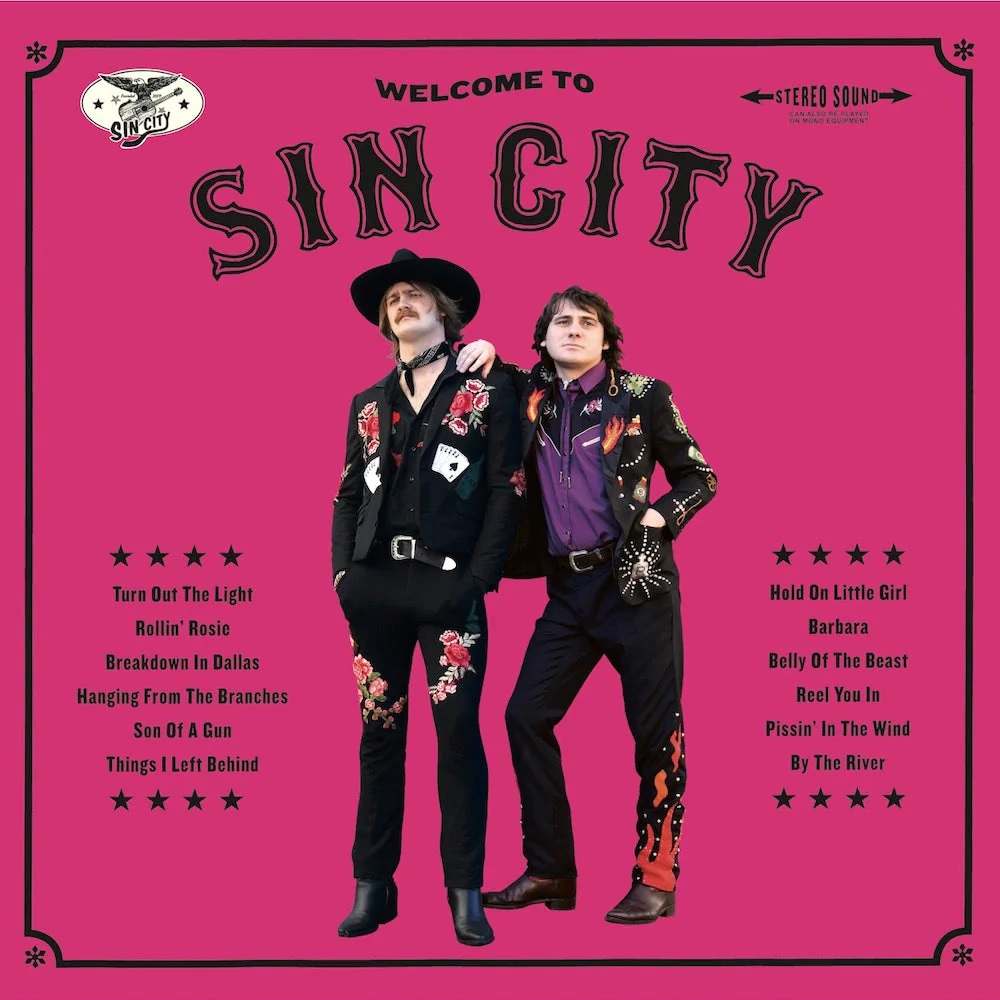 WELCOME TO
SIN CITY
Founded 2019
SIN CITY
STEREO SOUND
CAN ALSO BE PLAYED
ON MONO EQUIPMENT
Turn Out The Light
Rollin' Rosie
Breakdown In Dallas
Hanging From The Branches
Son Of A Gun
Things I Left Behind
Hold On Little Girl
Barbara
Belly Of The Beast
Reel You In
Pissin' In The Wind
By The River